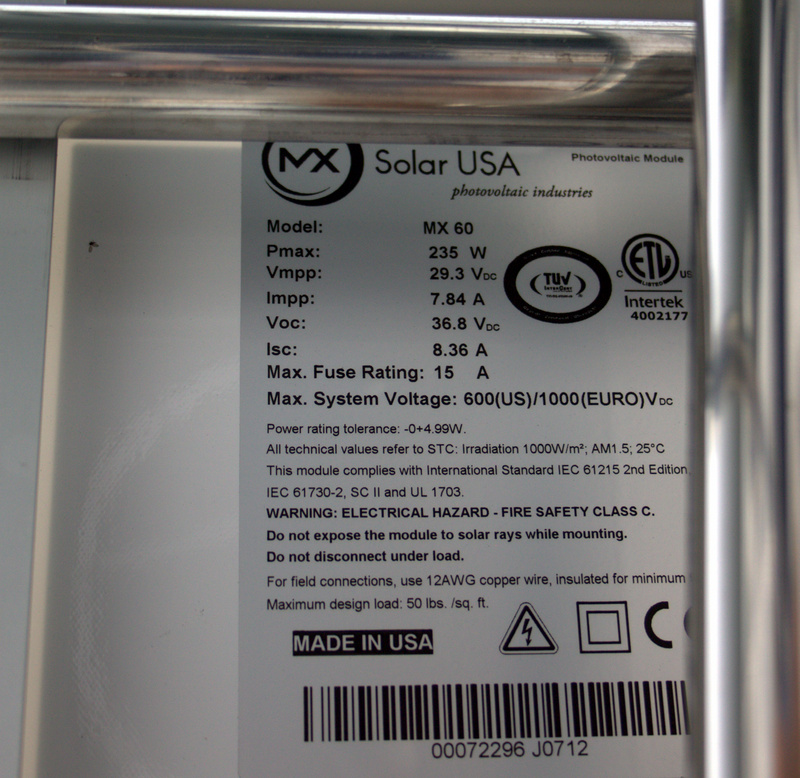 MX Solar USA
Photovoltaic Module
photovoltaic industries
Model: MX 60
Pmax: 235 W
Vmpp: 29.3 VDC
Impp: 7.84 A
Voc: 36.8 VDC
Isc: 8.36 A
Max. Fuse Rating: 15 A
Max. System Voltage: 600(US)/1000(EURO)VDC
TÜV
INTERCERT
C ETL US
LISTED
Intertek
4002177
Power rating tolerance: -0+4.99W.
All technical values refer to STC: Irradiation 1000W/m²; AM1.5; 25°C
This module complies with International Standard IEC 61215 2nd Edition
IEC 61730-2, SC II and UL 1703.
WARNING: ELECTRICAL HAZARD - FIRE SAFETY CLASS C.
Do not expose the module to solar rays while mounting.
Do not disconnect under load.
For field connections, use 12AWG copper wire, insulated for minimum
Maximum design load: 50 lbs. /sq. ft.
MADE IN USA
00072296 J0712